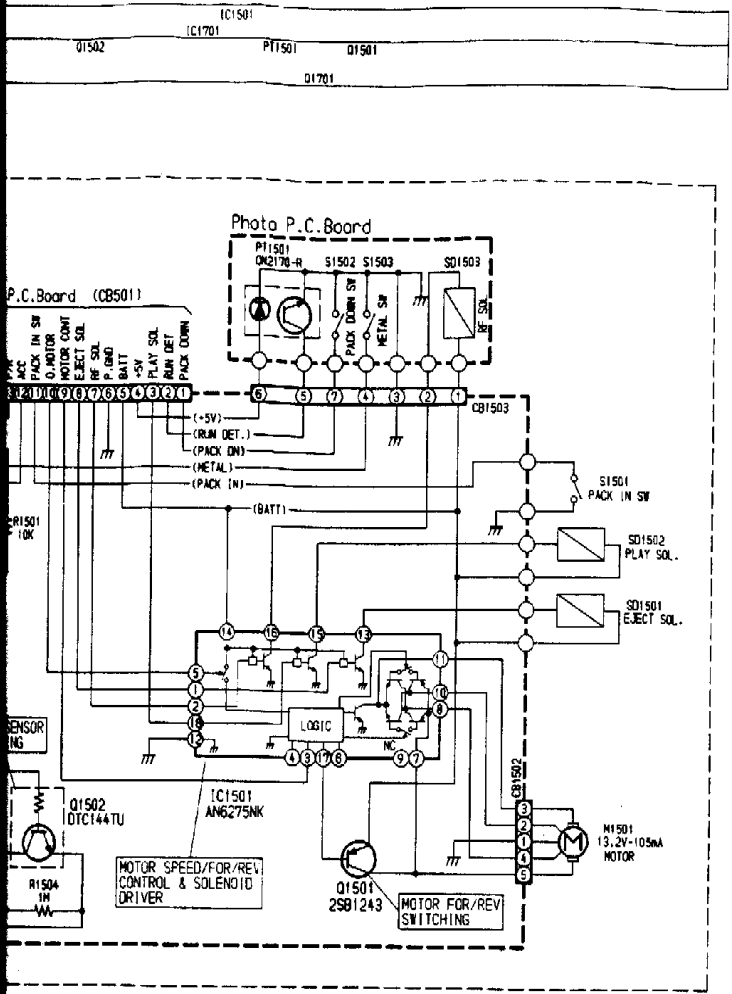 IC1501
IC1701
Q1502 PT1501 Q1501
Q1701
Photo P.C.Board
PT1501
ON2170-R S1502 S1503 SD1503
PACK DOWN SW
METAL SW
RF SOL
P.C.Board (CB501)
ACC
PACK IN SW
O.MOTOR
MOTOR CONT
EJECT SOL
RF SOL
P.GND
BATT
+5V
PLAY SOL
RUN DET
PACK DOWN
12 11 10 9 8 7 6 5 4 3 2 1
6 5 7 4 3 2 1
CB1503
(+5V)
(RUN DET.)
(PACK DN)
(METAL)
(PACK IN)
(BATT)
S1501
PACK IN SW
R1501
10K
SD1502
PLAY SOL.
SD1501
EJECT SOL.
14 16 15 13
5 11
1 10
2 8
18
12
LOGIC
NC
4 3 17 6 9 7
SENSOR
NG
IC1501
AN6275NK
CB1502
3
2
1
4
5
M1501
13.2V-105mA
MOTOR
Q1502
DTC144TU
R1504
1M
MOTOR SPEED/FOR/REV
CONTROL & SOLENOID
DRIVER
Q1501
2SB1243
MOTOR FOR/REV
SWITCHING